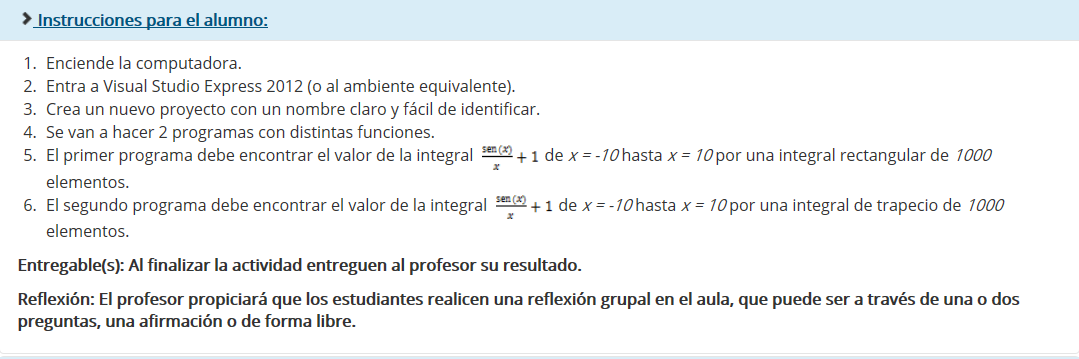 Instrucciones para el alumno:
1. Enciende la computadora.
2. Entra a Visual Studio Express 2012 (o al ambiente equivalente).
3. Crea un nuevo proyecto con un nombre claro y fácil de identificar.
4. Se van a hacer 2 programas con distintas funciones.
5. El primer programa debe encontrar el valor de la integral sen(x)/x + 1 de x = -10 hasta x = 10 por una integral rectangular de 1000
elementos.
6. El segundo programa debe encontrar el valor de la integral sen(x)/x + 1 de x = -10 hasta x = 10 por una integral de trapecio de 1000
elementos.
Entregable(s): Al finalizar la actividad entreguen al profesor su resultado.
Reflexión: El profesor propiciará que los estudiantes realicen una reflexión grupal en el aula, que puede ser a través de una o dos
preguntas, una afirmación o de forma libre.